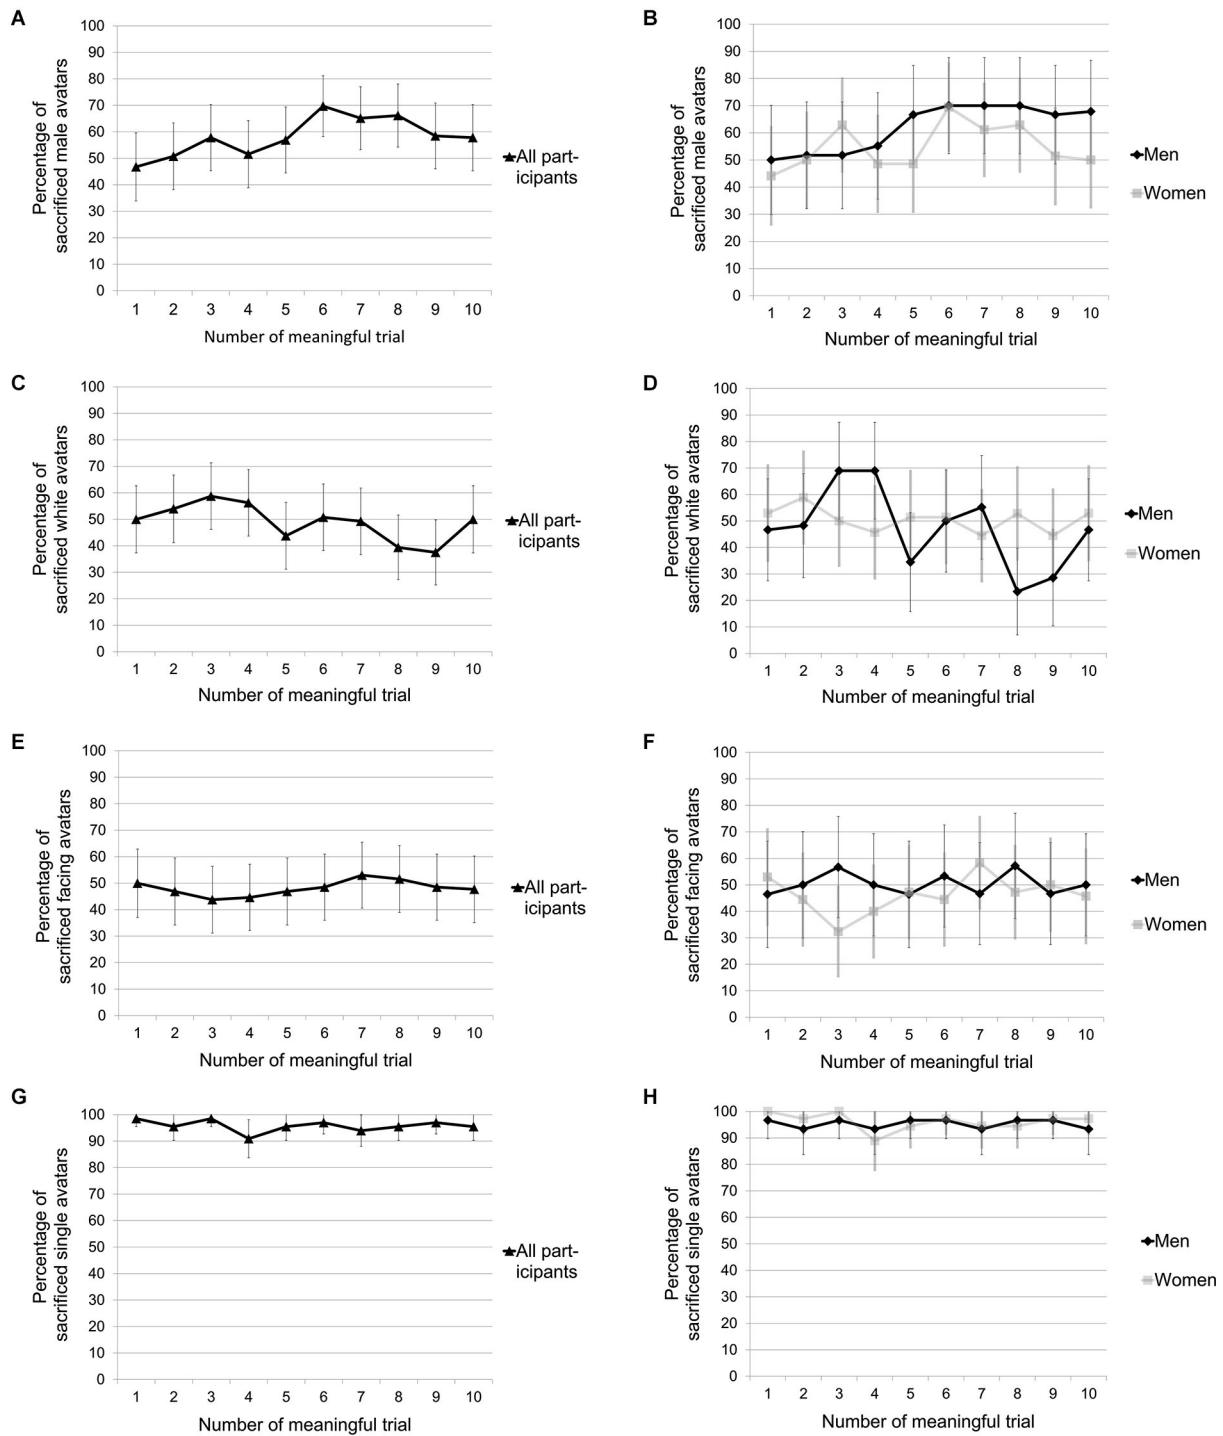 A
Percentage of
saccrificed male avatars
100
90
80
70
60
50
40
30
20
10
0
1 2 3 4 5 6 7 8 9 10
Number of meaningful trial
All part-
icipants
B
Percentage of
sacrificed male avatars
100
90
80
70
60
50
40
30
20
10
0
1 2 3 4 5 6 7 8 9 10
Number of meaningful trial
Men
Women
C
Percentage of
sacrificed white avatars
100
90
80
70
60
50
40
30
20
10
0
1 2 3 4 5 6 7 8 9 10
Number of meaningful trial
All part-
icipants
D
Percentage of
sacrificed white avatars
100
90
80
70
60
50
40
30
20
10
0
1 2 3 4 5 6 7 8 9 10
Number of meaningful trial
Men
Women
E
Percentage of
sacrificed facing avatars
100
90
80
70
60
50
40
30
20
10
0
1 2 3 4 5 6 7 8 9 10
Number of meaningful trial
All part-
icipants
F
Percentage of
sacrificed facing avatars
100
90
80
70
60
50
40
30
20
10
0
1 2 3 4 5 6 7 8 9 10
Number of meaningful trial
Men
Women
G
Percentage of
sacrificed single avatars
100
90
80
70
60
50
40
30
20
10
0
1 2 3 4 5 6 7 8 9 10
Number of meaningful trial
All part-
icipants
H
Percentage of
sacrificed single avatars
100
90
80
70
60
50
40
30
20
10
0
1 2 3 4 5 6 7 8 9 10
Number of meaningful trial
Men
Women